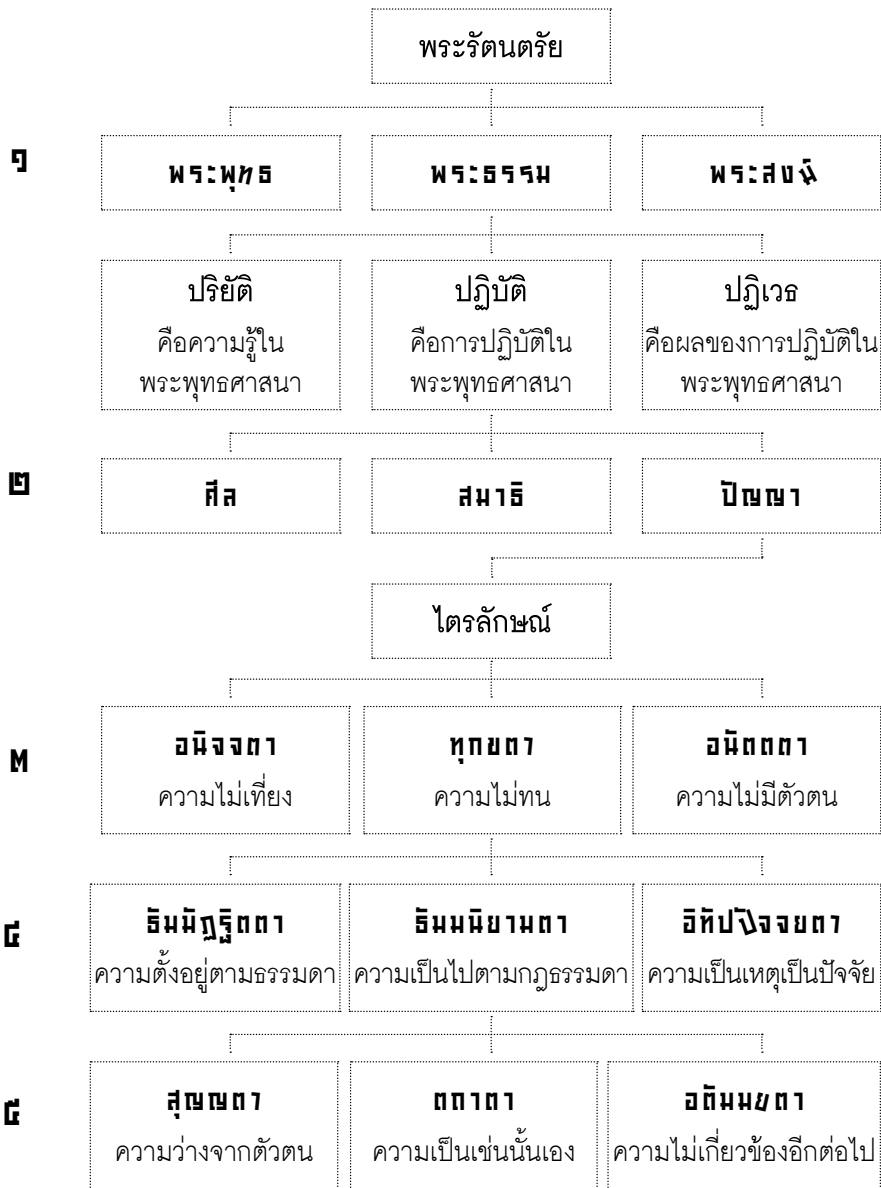 พระรัตนตรัย
๑
พระพุทธ
พระธรรม
พระสงฆ์
ปริยัติ
คือความรู้ใน
พระพุทธศาสนา
ปฏิบัติ
คือการปฏิบัติใน
พระพุทธศาสนา
ปฏิเวธ
คือผลของการปฏิบัติใน
พระพุทธศาสนา
๒
ศีล
สมาธิ
ปัญญา
ไตรลักษณ์
๓
อนิจจตา
ความไม่เที่ยง
ทุกขตา
ความไม่ทน
อนัตตตา
ความไม่มีตัวตน
๔
ธัมมัฏฐิตตา
ความตั้งอยู่ตามธรรมดา
ธัมมนิยามตา
ความเป็นไปตามกฎธรรมดา
อิทัปปัจจยตา
ความเป็นเหตุเป็นปัจจัย
๕
สุญญตา
ความว่างจากตัวตน
ตถาตา
ความเป็นเช่นนั้นเอง
อตัมมยตา
ความไม่เกี่ยวข้องอีกต่อไป